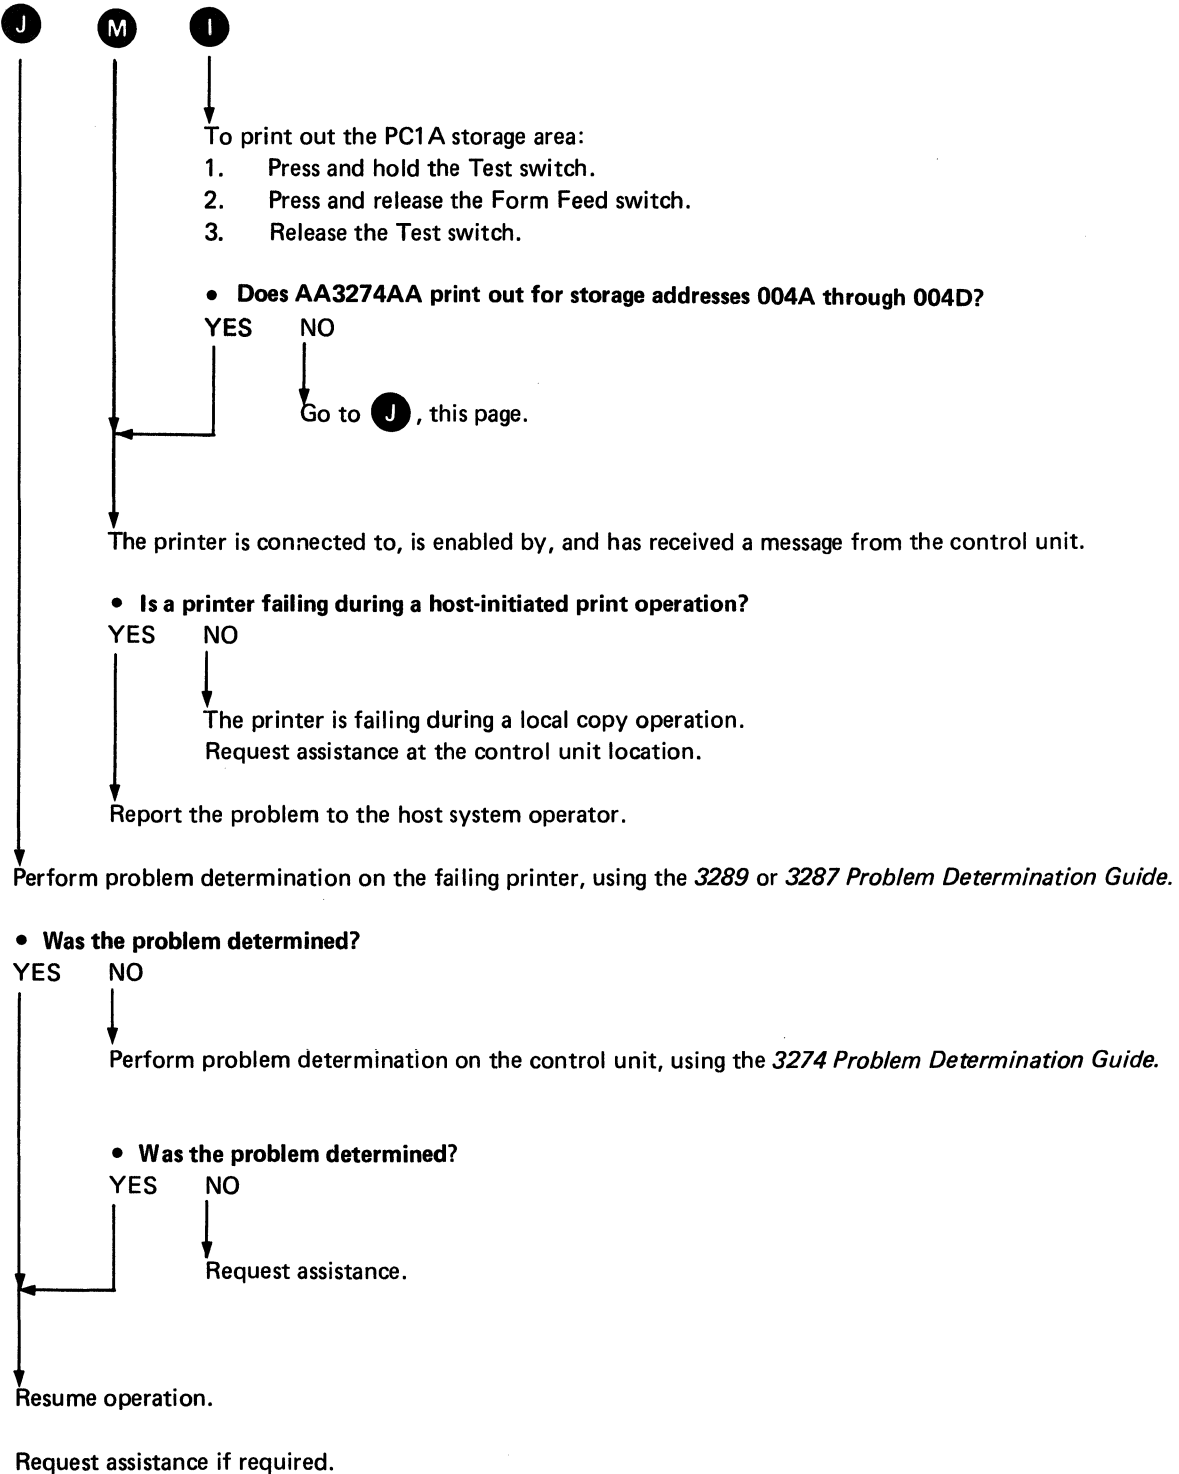 J M I
To print out the PC1A storage area:
1. Press and hold the Test switch.
2. Press and release the Form Feed switch.
3. Release the Test switch.
• Does AA3274AA print out for storage addresses 004A through 004D?
YES NO
Go to J, this page.
The printer is connected to, is enabled by, and has received a message from the control unit.
• Is a printer failing during a host-initiated print operation?
YES NO
The printer is failing during a local copy operation.
Request assistance at the control unit location.
Report the problem to the host system operator.
Perform problem determination on the failing printer, using the 3289 or 3287 Problem Determination Guide.
• Was the problem determined?
YES NO
Perform problem determination on the control unit, using the 3274 Problem Determination Guide.
• Was the problem determined?
YES NO
Request assistance.
Resume operation.
Request assistance if required.